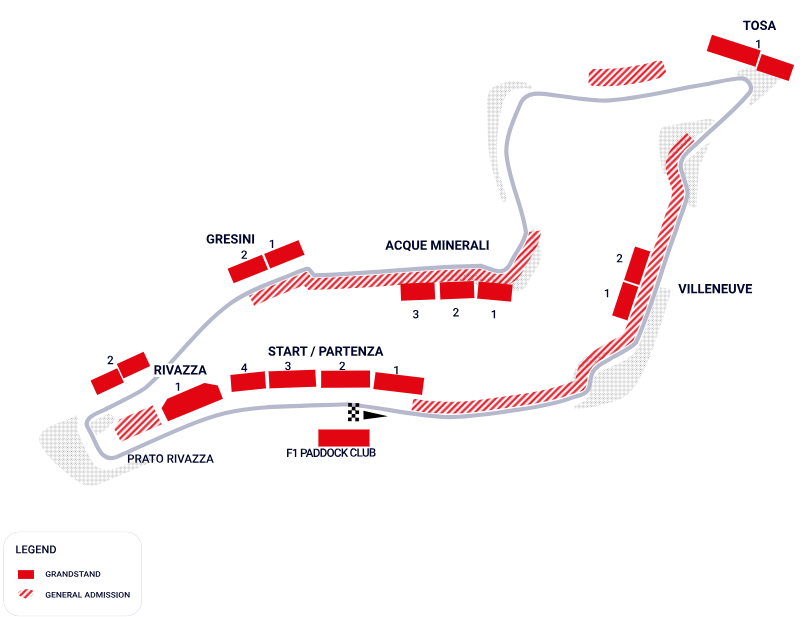 TOSA
1
GRESINI
1
2
ACQUE MINERALI
2
1
VILLENEUVE
3
2
1
START / PARTENZA
2
RIVAZZA
1
4
3
2
1
PRATO RIVAZZA
F1 PADDOCK CLUB
LEGEND
GRANDSTAND
GENERAL ADMISSION